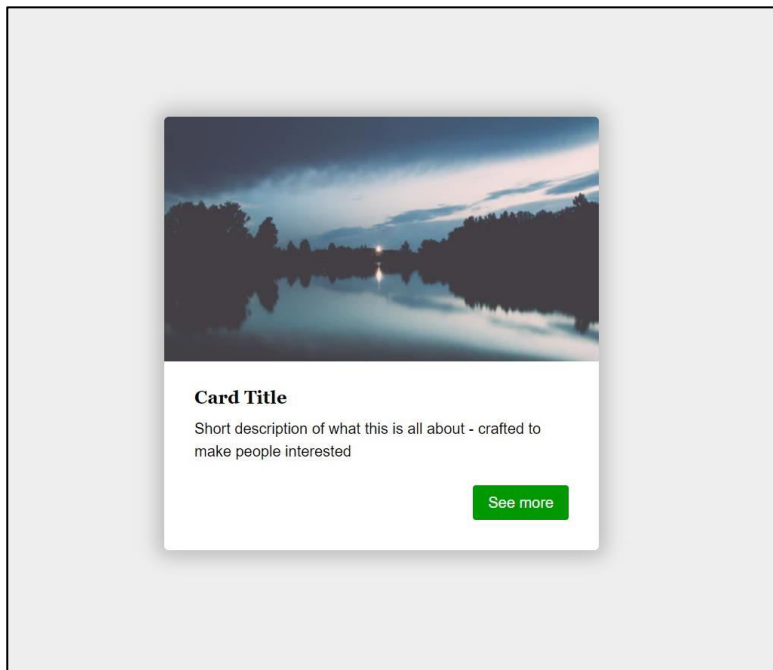 Card Title
Short description of what this is all about - crafted to
make people interested
See more